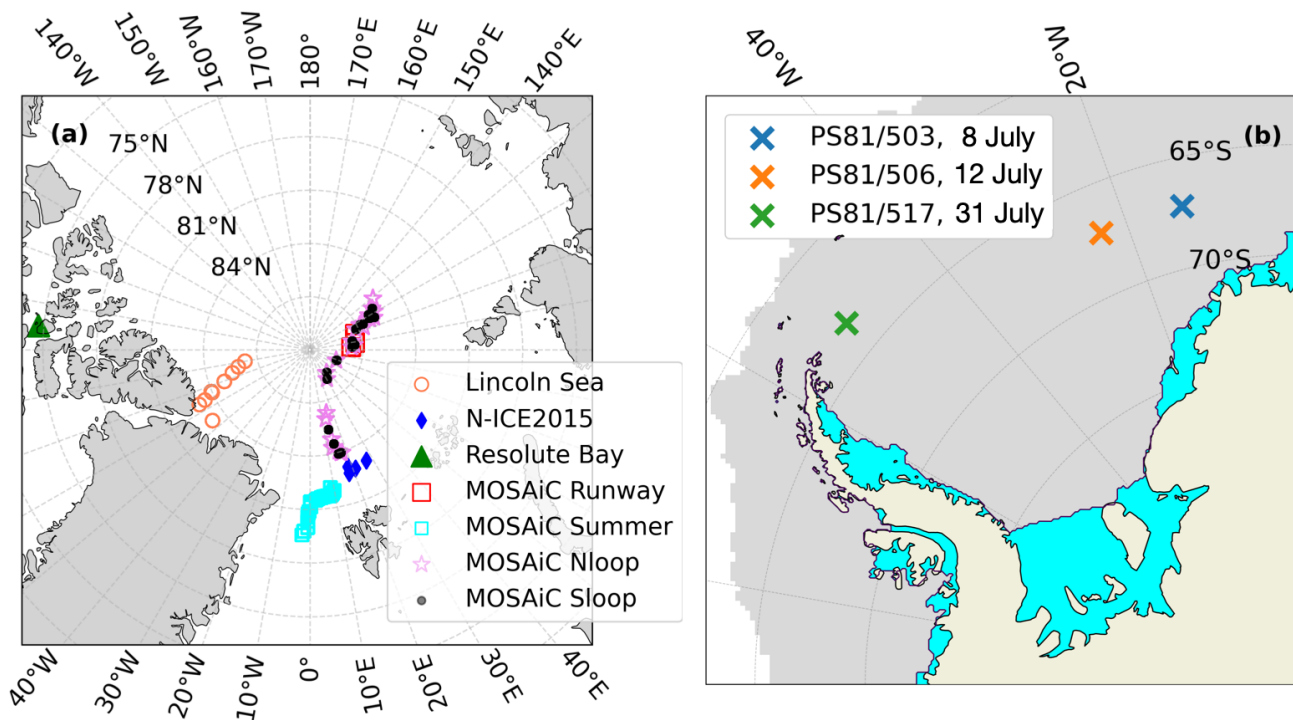 140°W 150°W 160°W 170°W 180° 170°E 160°E 150°E 140°E
(a)
75°N
78°N
81°N
84°N
Lincoln Sea
N-ICE2015
Resolute Bay
MOSAiC Runway
MOSAiC Summer
MOSAiC Nloop
MOSAiC Sloop
40°W 30°W 20°W 10°W 0° 10°E 20°E 30°E 40°E
40°W 20°W
PS81/503, 8 July
PS81/506, 12 July
PS81/517, 31 July
(b)
65°S
70°S